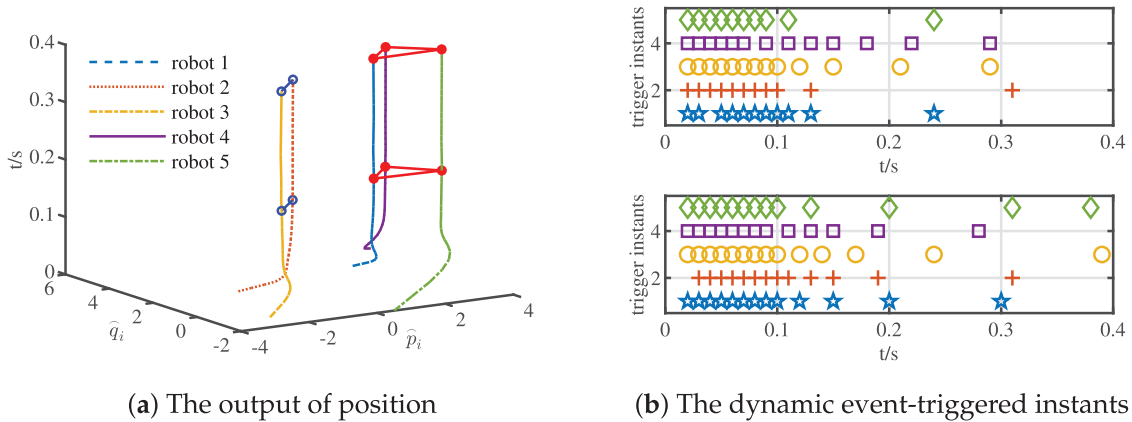 0.4
0.3
0.2
0.1
0
t/s
robot 1
robot 2
robot 3
robot 4
robot 5
6
4
2
0
-2
q̂ᵢ
-4
-2
0
2
4
p̂ᵢ
(a) The output of position
trigger instants
4
2
0
0.1
0.2
0.3
0.4
t/s
trigger instants
4
2
0
0.1
0.2
0.3
0.4
t/s
(b) The dynamic event-triggered instants